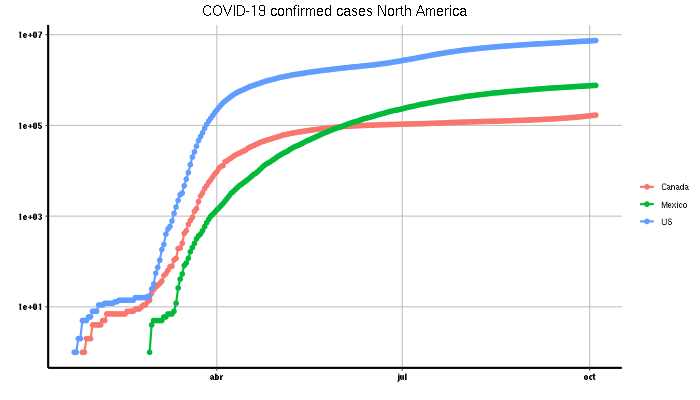 COVID-19 confirmed cases North America
1e+07
1e+05
1e+03
1e+01
abr
jul
oct
Canada
Mexico
US